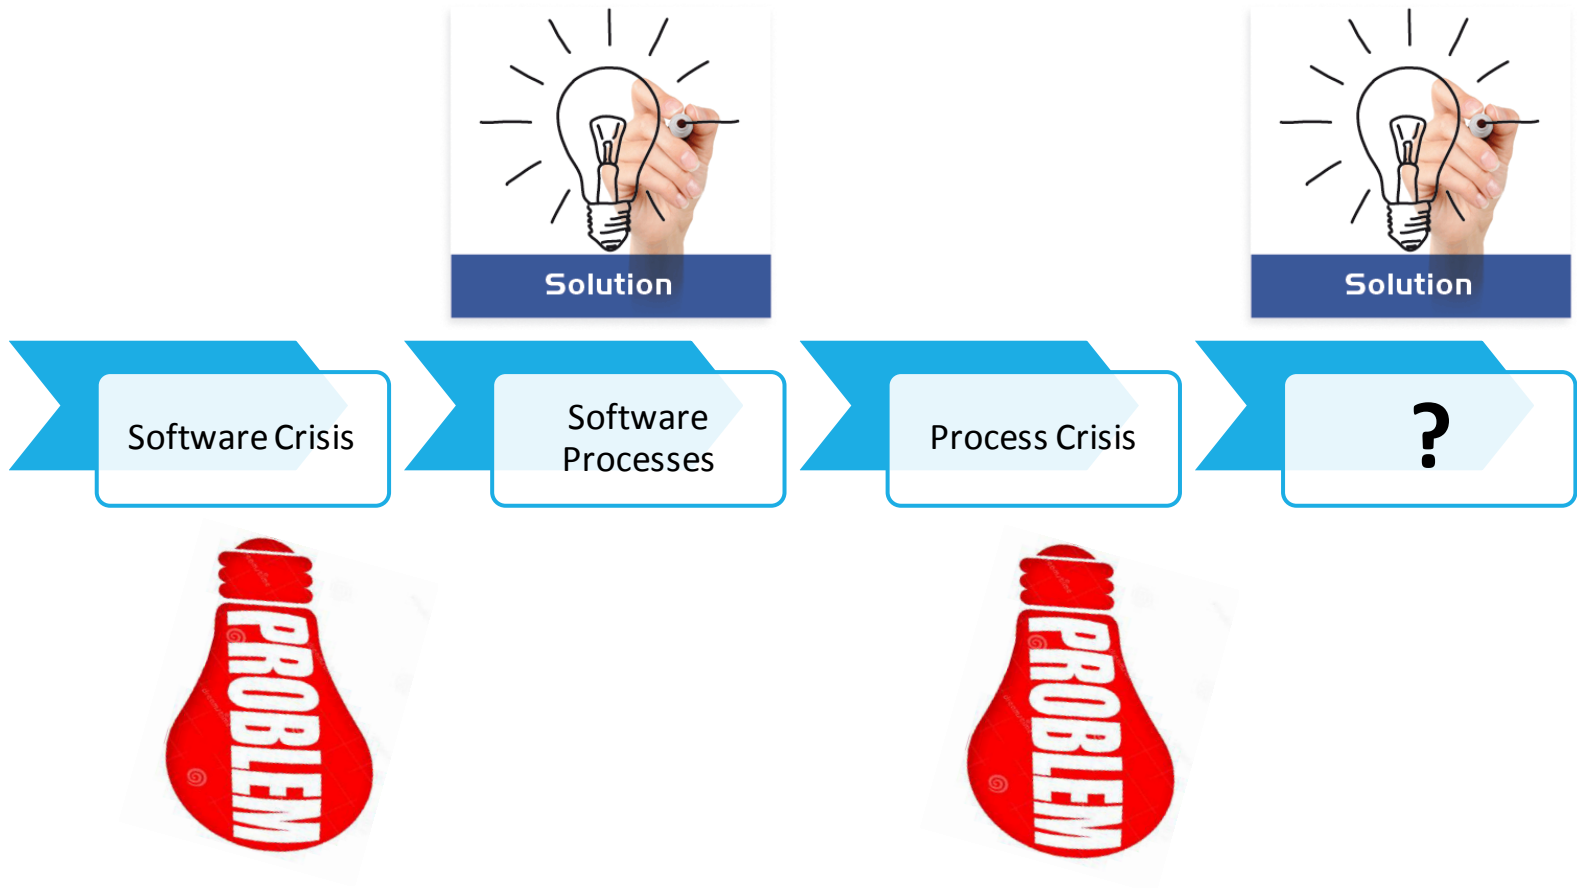 Solution
Solution
Software Crisis
Software
Processes
Process Crisis
?
PROBLEM
PROBLEM